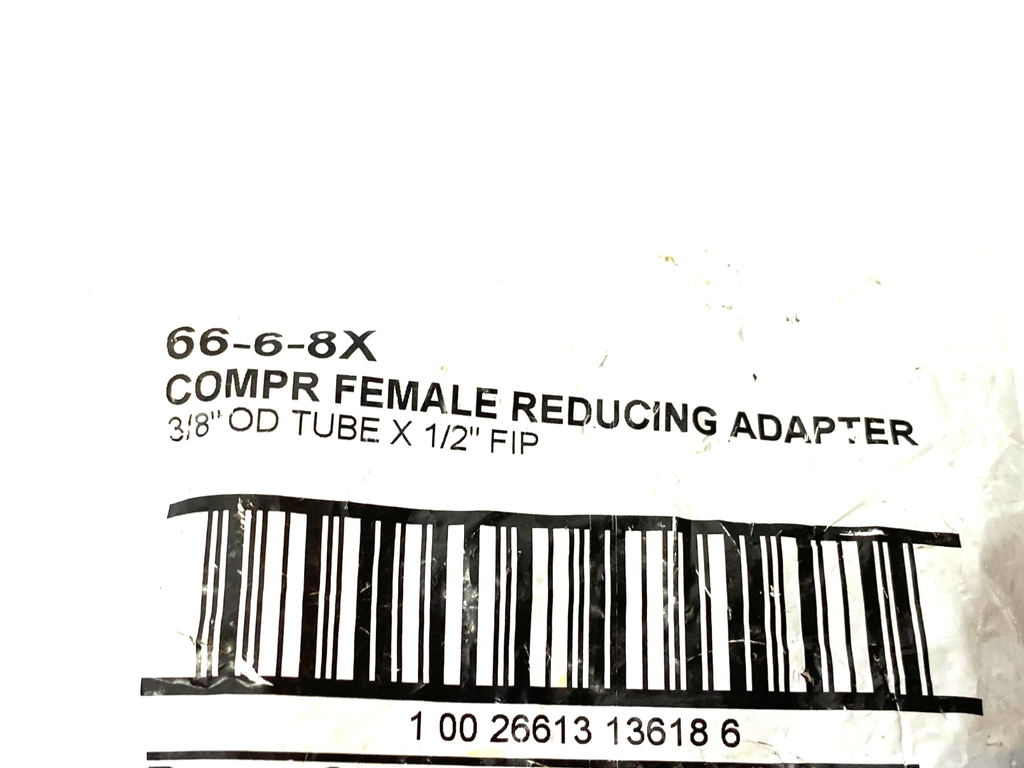 66-6-8X
COMPR FEMALE REDUCING ADAPTER
3/8" OD TUBE X 1/2" FIP
1 00 26613 13618 6